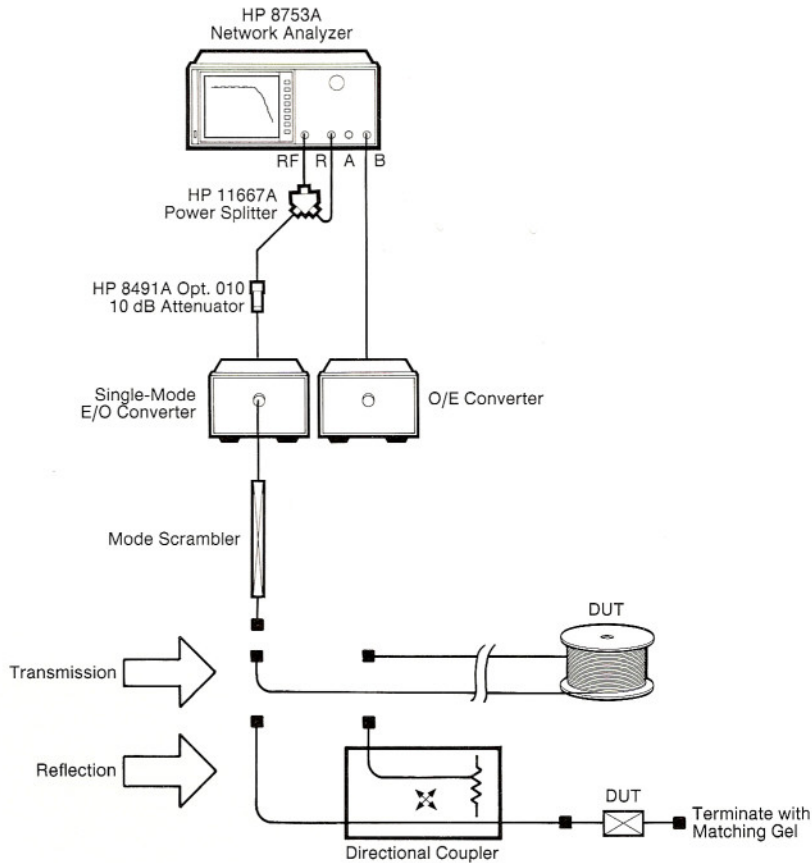 HP 8753A
Network Analyzer
RF R A B
HP 11667A
Power Splitter
HP 8491A Opt. 010
10 dB Attenuator
Single-Mode
E/O Converter
O/E Converter
Mode Scrambler
DUT
Transmission
Reflection
DUT
Terminate with
Matching Gel
Directional Coupler